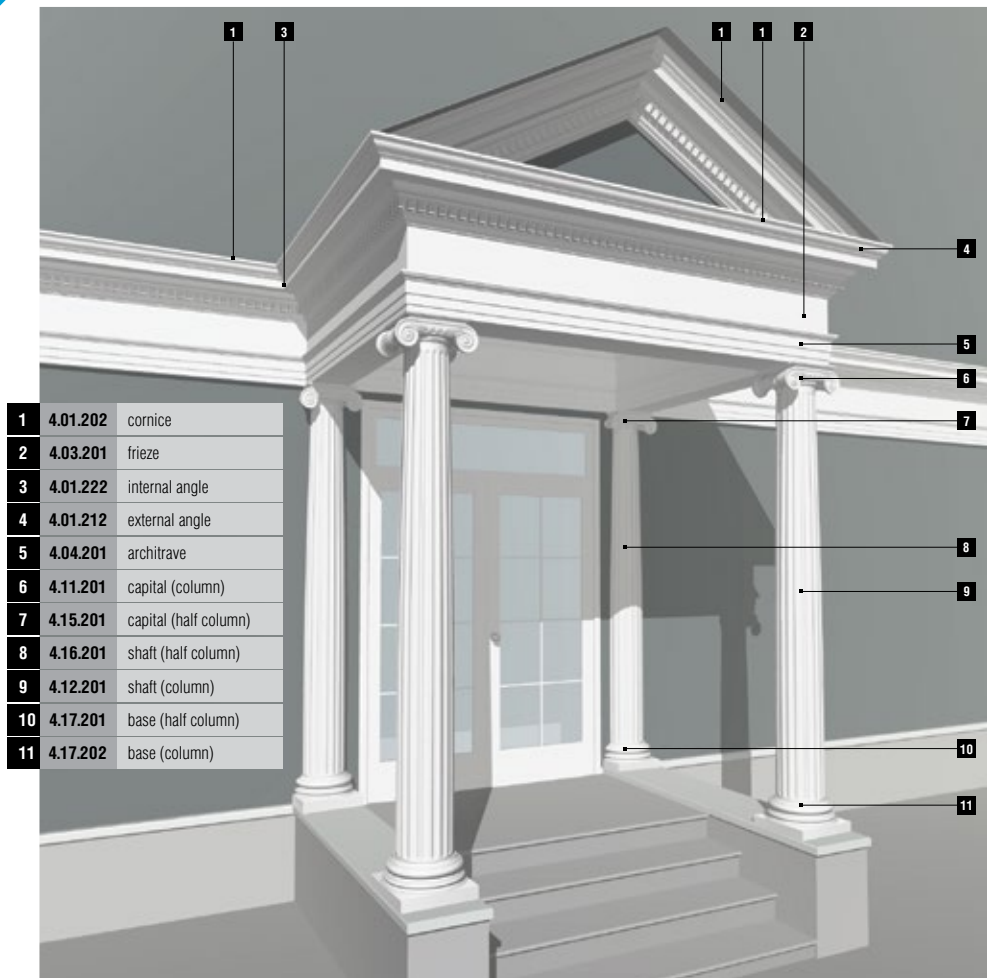 1 3 1 1 2
4
5
6
7
8
9
10
11
1 4.01.202 cornice
2 4.03.201 frieze
3 4.01.222 internal angle
4 4.01.212 external angle
5 4.04.201 architrave
6 4.11.201 capital (column)
7 4.15.201 capital (half column)
8 4.16.201 shaft (half column)
9 4.12.201 shaft (column)
10 4.17.201 base (half column)
11 4.17.202 base (column)